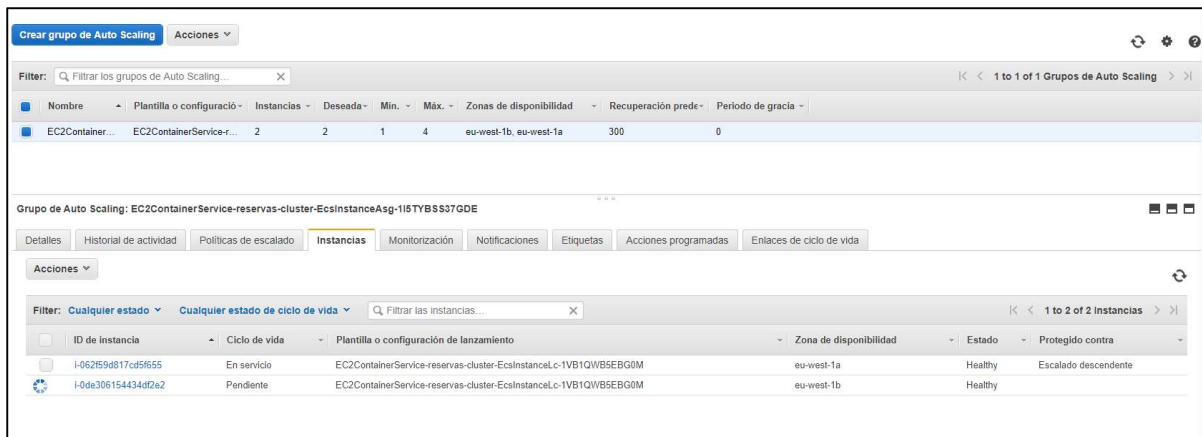 Crear grupo de Auto Scaling Acciones
Filter: Filtrar los grupos de Auto Scaling... 1 to 1 of 1 Grupos de Auto Scaling
Nombre Plantilla o configuració Instancias Deseada Mín. Máx. Zonas de disponibilidad Recuperación prede Periodo de gracia
EC2Container... EC2ContainerService-r... 2 2 1 4 eu-west-1b, eu-west-1a 300 0
Grupo de Auto Scaling: EC2ContainerService-reservas-cluster-EcsInstanceAsg-1I5TYBSS37GDE
Detalles Historial de actividad Políticas de escalado Instancias Monitorización Notificaciones Etiquetas Acciones programadas Enlaces de ciclo de vida
Acciones
Filter: Cualquier estado Cualquier estado de ciclo de vida Filtrar las instancias... 1 to 2 of 2 Instancias
ID de instancia Ciclo de vida Plantilla o configuración de lanzamiento Zona de disponibilidad Estado Protegido contra
i-062f59d817cd5f655 En servicio EC2ContainerService-reservas-cluster-EcsInstanceLc-1VB1QWB5EBG0M eu-west-1a Healthy Escalado descendente
i-0de306154434df2e2 Pendiente EC2ContainerService-reservas-cluster-EcsInstanceLc-1VB1QWB5EBG0M eu-west-1b Healthy